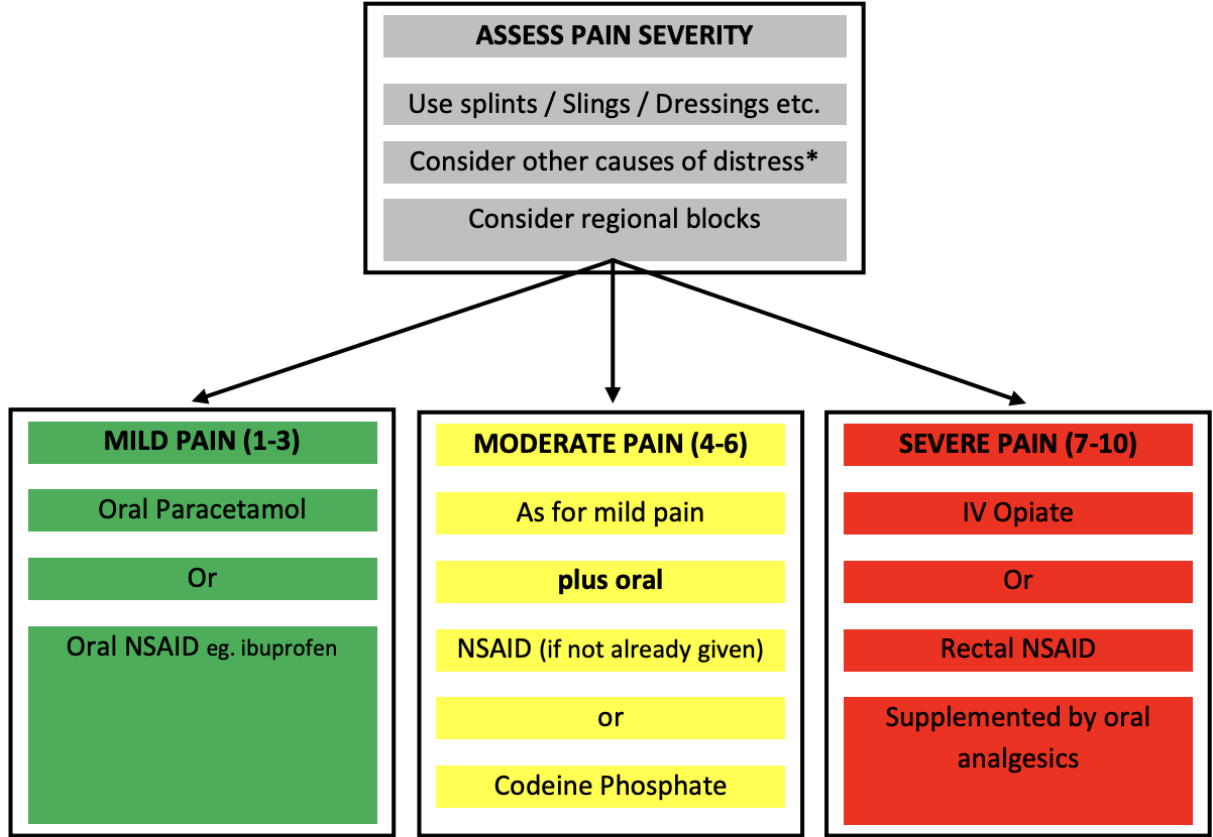 ASSESS PAIN SEVERITY
Use splints / Slings / Dressings etc.
Consider other causes of distress*
Consider regional blocks
MILD PAIN (1-3)
Oral Paracetamol
Or
Oral NSAID eg. ibuprofen
MODERATE PAIN (4-6)
As for mild pain
plus oral
NSAID (if not already given)
or
Codeine Phosphate
SEVERE PAIN (7-10)
IV Opiate
Or
Rectal NSAID
Supplemented by oral
analgesics